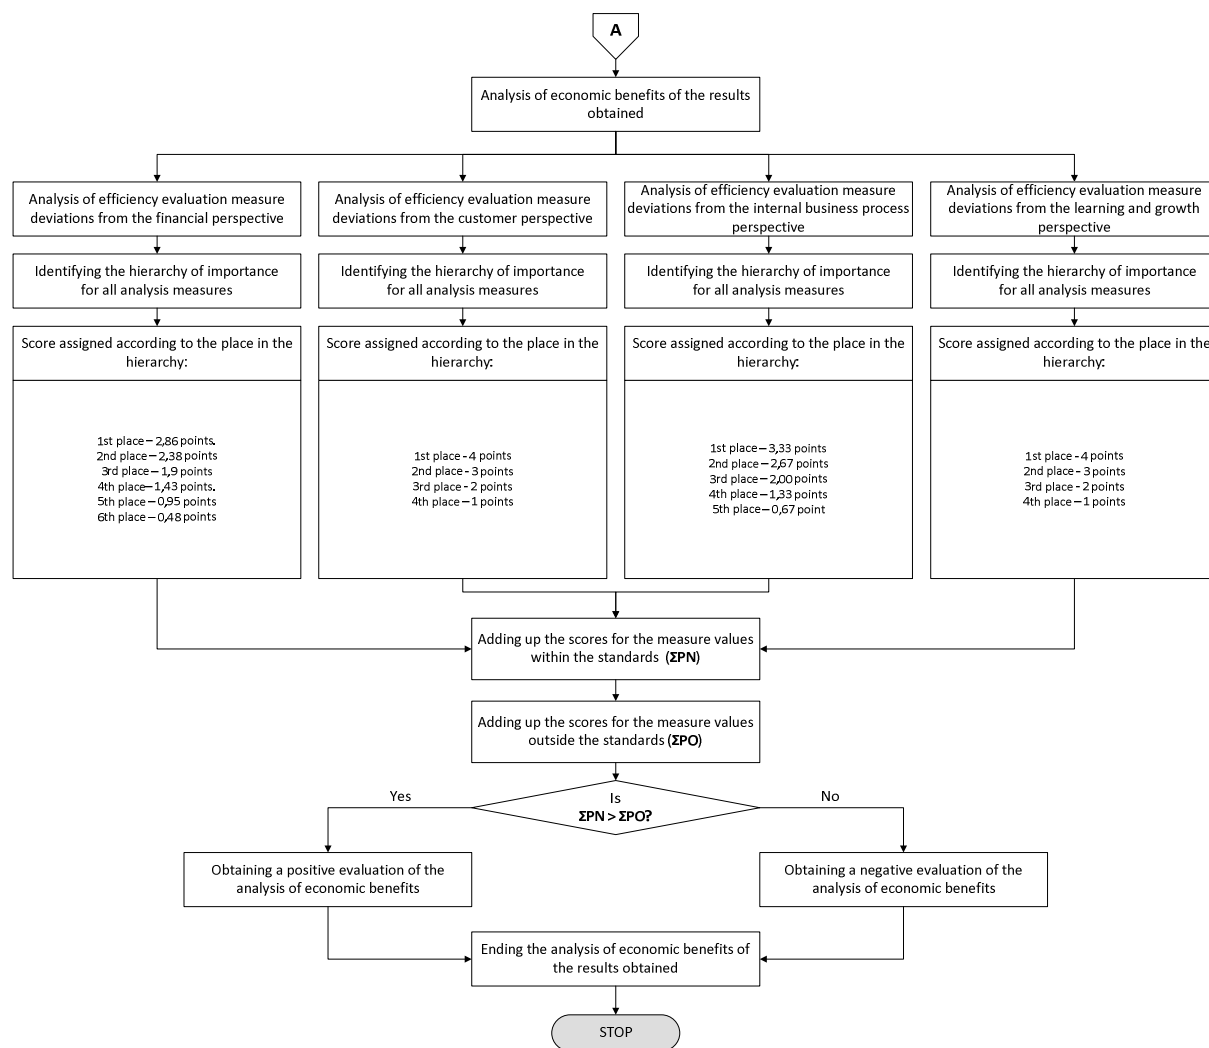 A
Analysis of economic benefits of the results
obtained
Analysis of efficiency evaluation measure
deviations from the financial perspective
Analysis of efficiency evaluation measure
deviations from the customer perspective
Analysis of efficiency evaluation measure
deviations from the internal business process
perspective
Analysis of efficiency evaluation measure
deviations from the learning and growth
perspective
Identifying the hierarchy of importance
for all analysis measures
Identifying the hierarchy of importance
for all analysis measures
Identifying the hierarchy of importance
for all analysis measures
Identifying the hierarchy of importance
for all analysis measures
Score assigned according to the place in the
hierarchy:
Score assigned according to the place in the
hierarchy:
Score assigned according to the place in the
hierarchy:
Score assigned according to the place in the
hierarchy:
1st place – 2,86 points.
2nd place – 2,38 points
3rd place – 1,9 points
4th place – 1,43 points.
5th place – 0,95 points
6th place – 0,48 points
1st place - 4 points
2nd place - 3 points
3rd place - 2 points
4th place – 1 points
1st place – 3,33 points
2nd place – 2,67 points
3rd place – 2,00 points
4th place – 1,33 points
5th place – 0,67 point
1st place - 4 points
2nd place - 3 points
3rd place - 2 points
4th place – 1 points
Adding up the scores for the measure values
within the standards (ΣPN)
Adding up the scores for the measure values
outside the standards (ΣPO)
Yes
Is
ΣPN > ΣPO?
No
Obtaining a positive evaluation of the
analysis of economic benefits
Obtaining a negative evaluation of the
analysis of economic benefits
Ending the analysis of economic benefits of
the results obtained
STOP